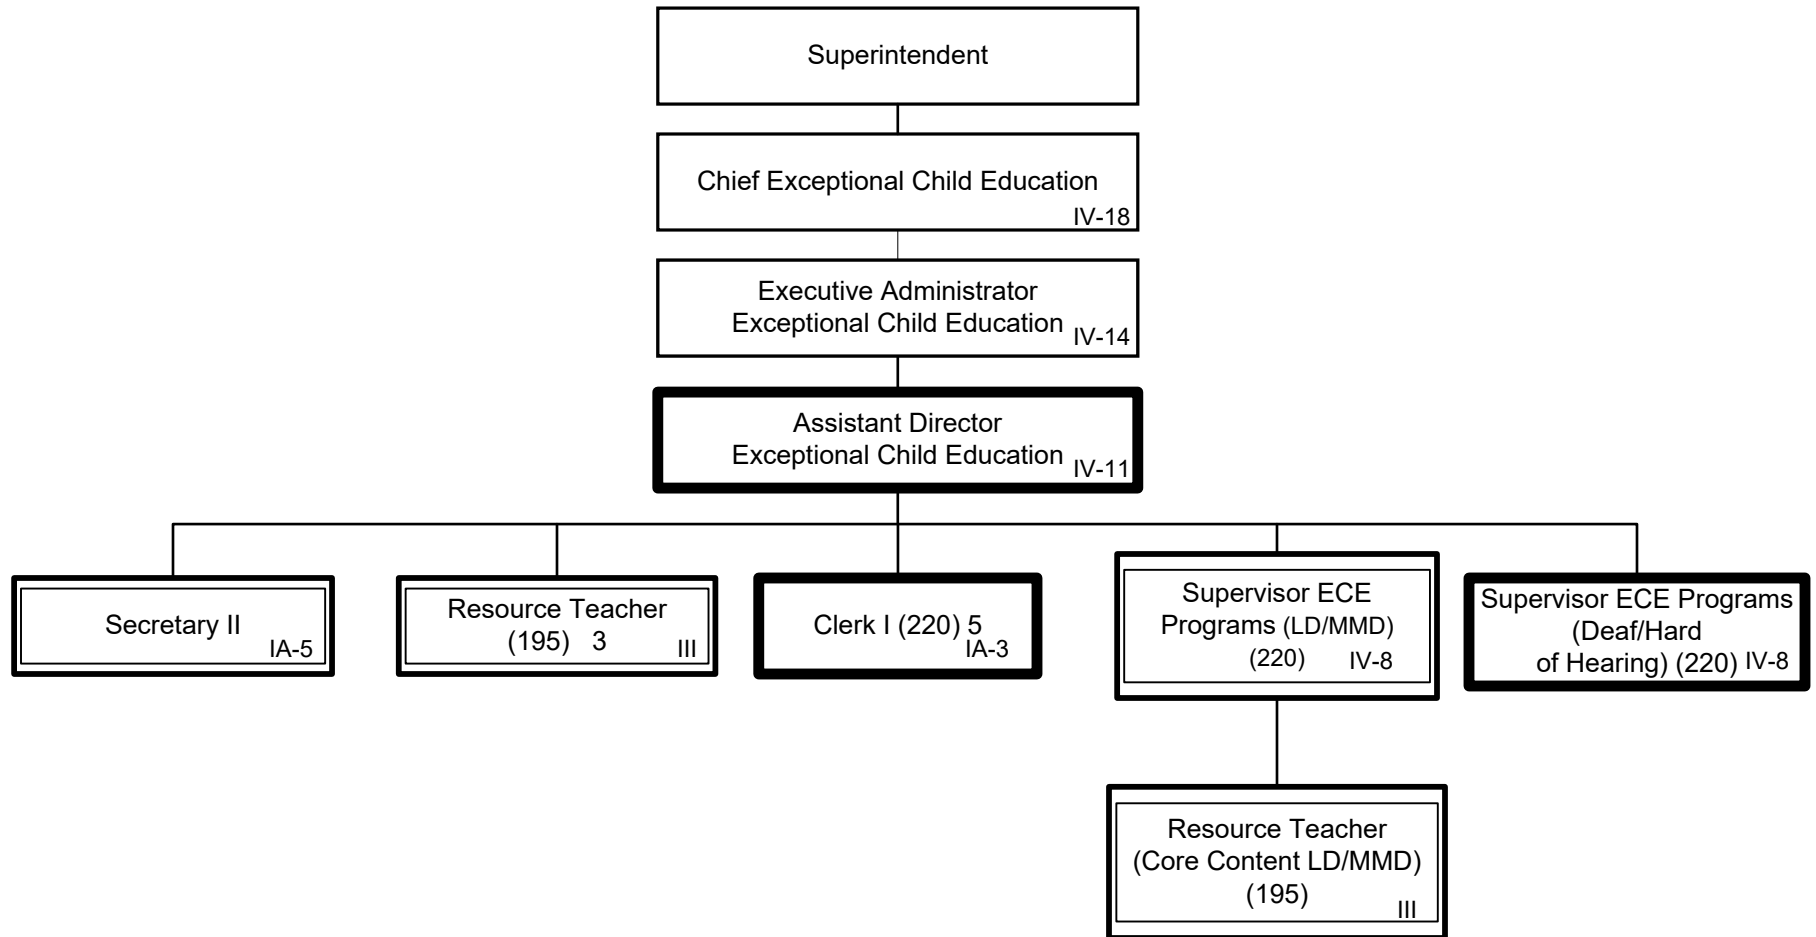 Superintendent
Chief Exceptional Child Education
IV-18
Executive Administrator
Exceptional Child Education
IV-14
Assistant Director
Exceptional Child Education
IV-11
Secretary II
IA-5
Resource Teacher
(195) 3
III
Clerk I (220) 5
IA-3
Supervisor ECE
Programs (LD/MMD)
(220) IV-8
Supervisor ECE Programs
(Deaf/Hard
of Hearing) (220) IV-8
Resource Teacher
(Core Content LD/MMD)
(195)
III